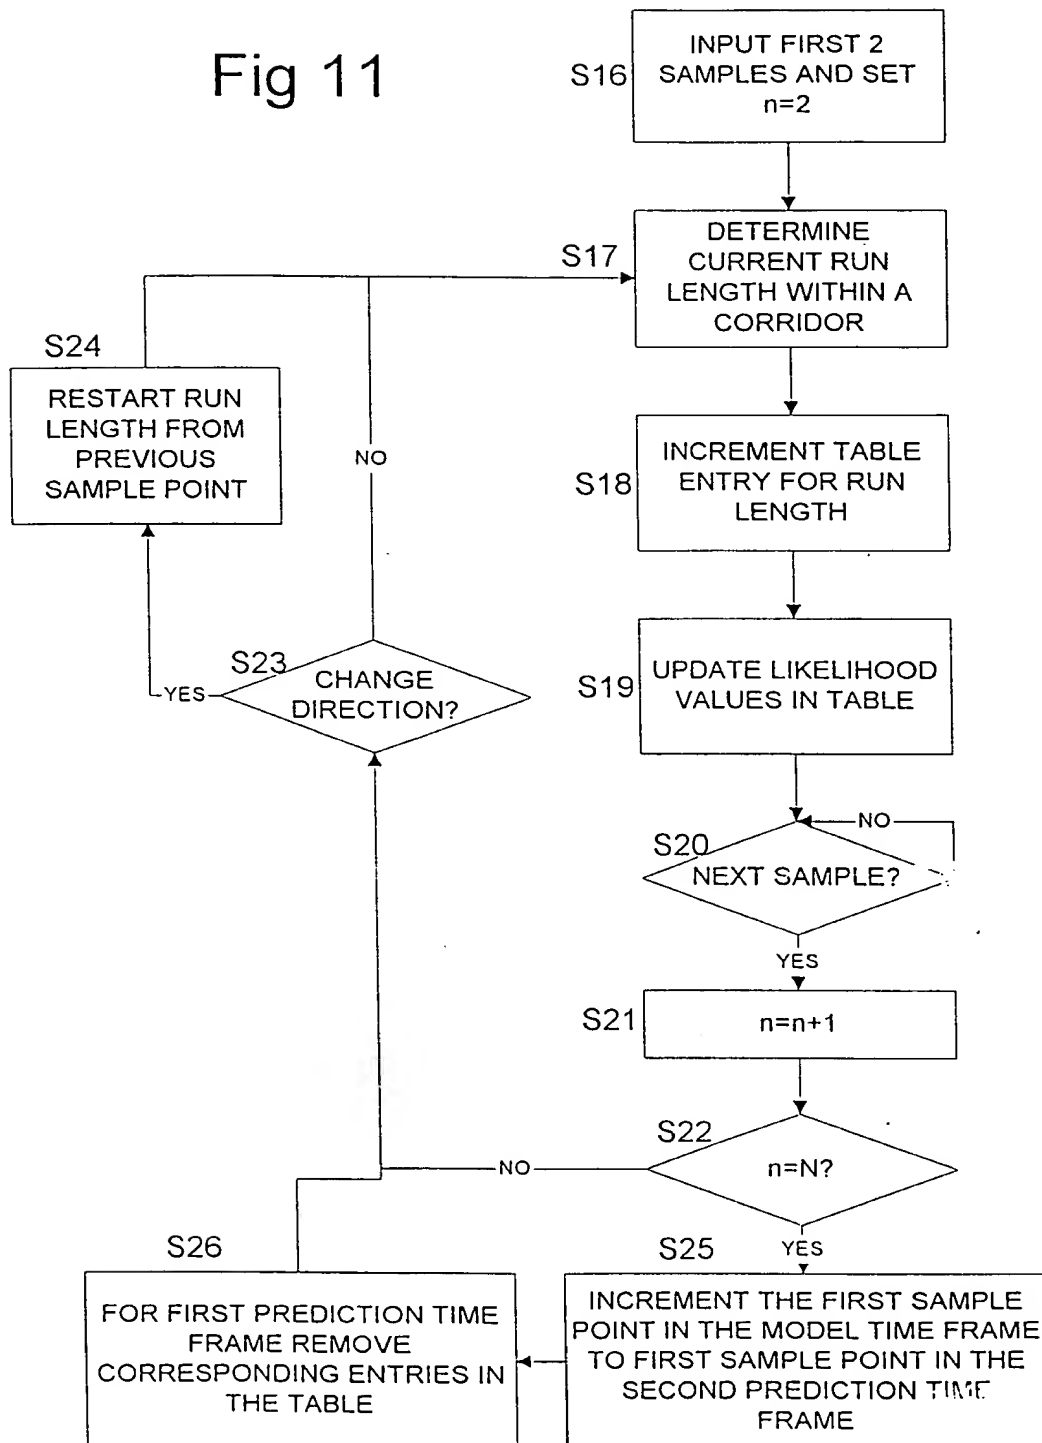 Fig 11
S16
INPUT FIRST 2
SAMPLES AND SET
n=2
S17
DETERMINE
CURRENT RUN
LENGTH WITHIN A
CORRIDOR
S24
RESTART RUN
LENGTH FROM
PREVIOUS
SAMPLE POINT
NO
S18
INCREMENT TABLE
ENTRY FOR RUN
LENGTH
S23
CHANGE
DIRECTION?
YES
S19
UPDATE LIKELIHOOD
VALUES IN TABLE
NO
S20
NEXT SAMPLE?
YES
S21
n=n+1
S22
n=N?
NO
YES
S26
FOR FIRST PREDICTION TIME
FRAME REMOVE
CORRESPONDING ENTRIES IN
THE TABLE
S25
INCREMENT THE FIRST SAMPLE
POINT IN THE MODEL TIME FRAME
TO FIRST SAMPLE POINT IN THE
SECOND PREDICTION TIME
FRAME